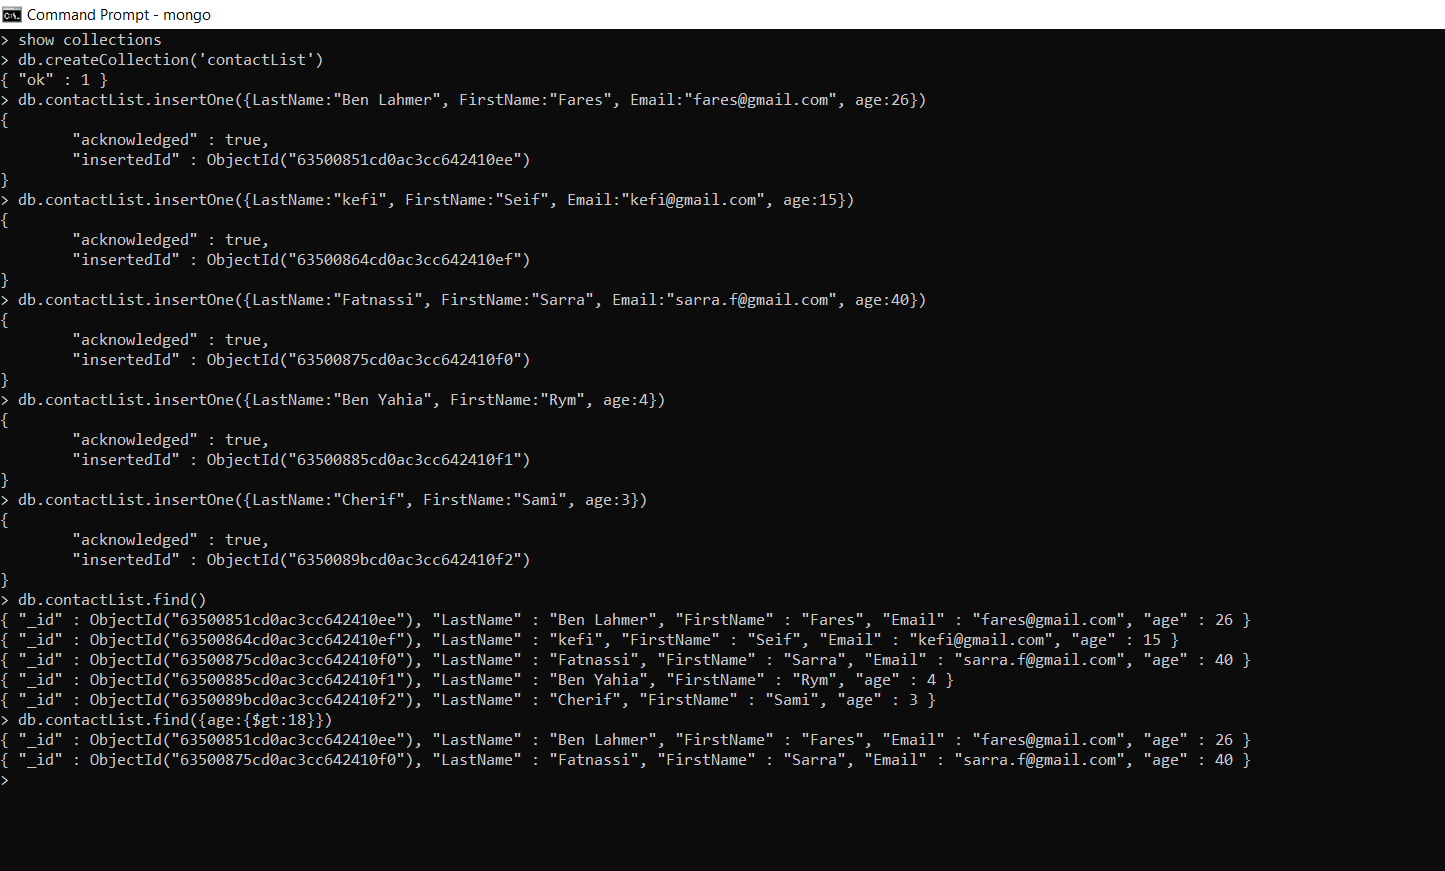 Command Prompt - mongo
> show collections
> db.createCollection('contactList')
{ "ok" : 1 }
> db.contactList.insertOne({LastName:"Ben Lahmer", FirstName:"Fares", Email:"fares@gmail.com", age:26})
{
        "acknowledged" : true,
        "insertedId" : ObjectId("63500851cd0ac3cc642410ee")
}
> db.contactList.insertOne({LastName:"kefi", FirstName:"Seif", Email:"kefi@gmail.com", age:15})
{
        "acknowledged" : true,
        "insertedId" : ObjectId("63500864cd0ac3cc642410ef")
}
> db.contactList.insertOne({LastName:"Fatnassi", FirstName:"Sarra", Email:"sarra.f@gmail.com", age:40})
{
        "acknowledged" : true,
        "insertedId" : ObjectId("63500875cd0ac3cc642410f0")
}
> db.contactList.insertOne({LastName:"Ben Yahia", FirstName:"Rym", age:4})
{
        "acknowledged" : true,
        "insertedId" : ObjectId("63500885cd0ac3cc642410f1")
}
> db.contactList.insertOne({LastName:"Cherif", FirstName:"Sami", age:3})
{
        "acknowledged" : true,
        "insertedId" : ObjectId("6350089bcd0ac3cc642410f2")
}
> db.contactList.find()
{ "_id" : ObjectId("63500851cd0ac3cc642410ee"), "LastName" : "Ben Lahmer", "FirstName" : "Fares", "Email" : "fares@gmail.com", "age" : 26 }
{ "_id" : ObjectId("63500864cd0ac3cc642410ef"), "LastName" : "kefi", "FirstName" : "Seif", "Email" : "kefi@gmail.com", "age" : 15 }
{ "_id" : ObjectId("63500875cd0ac3cc642410f0"), "LastName" : "Fatnassi", "FirstName" : "Sarra", "Email" : "sarra.f@gmail.com", "age" : 40 }
{ "_id" : ObjectId("63500885cd0ac3cc642410f1"), "LastName" : "Ben Yahia", "FirstName" : "Rym", "age" : 4 }
{ "_id" : ObjectId("6350089bcd0ac3cc642410f2"), "LastName" : "Cherif", "FirstName" : "Sami", "age" : 3 }
> db.contactList.find({age:{$gt:18}})
{ "_id" : ObjectId("63500851cd0ac3cc642410ee"), "LastName" : "Ben Lahmer", "FirstName" : "Fares", "Email" : "fares@gmail.com", "age" : 26 }
{ "_id" : ObjectId("63500875cd0ac3cc642410f0"), "LastName" : "Fatnassi", "FirstName" : "Sarra", "Email" : "sarra.f@gmail.com", "age" : 40 }
>